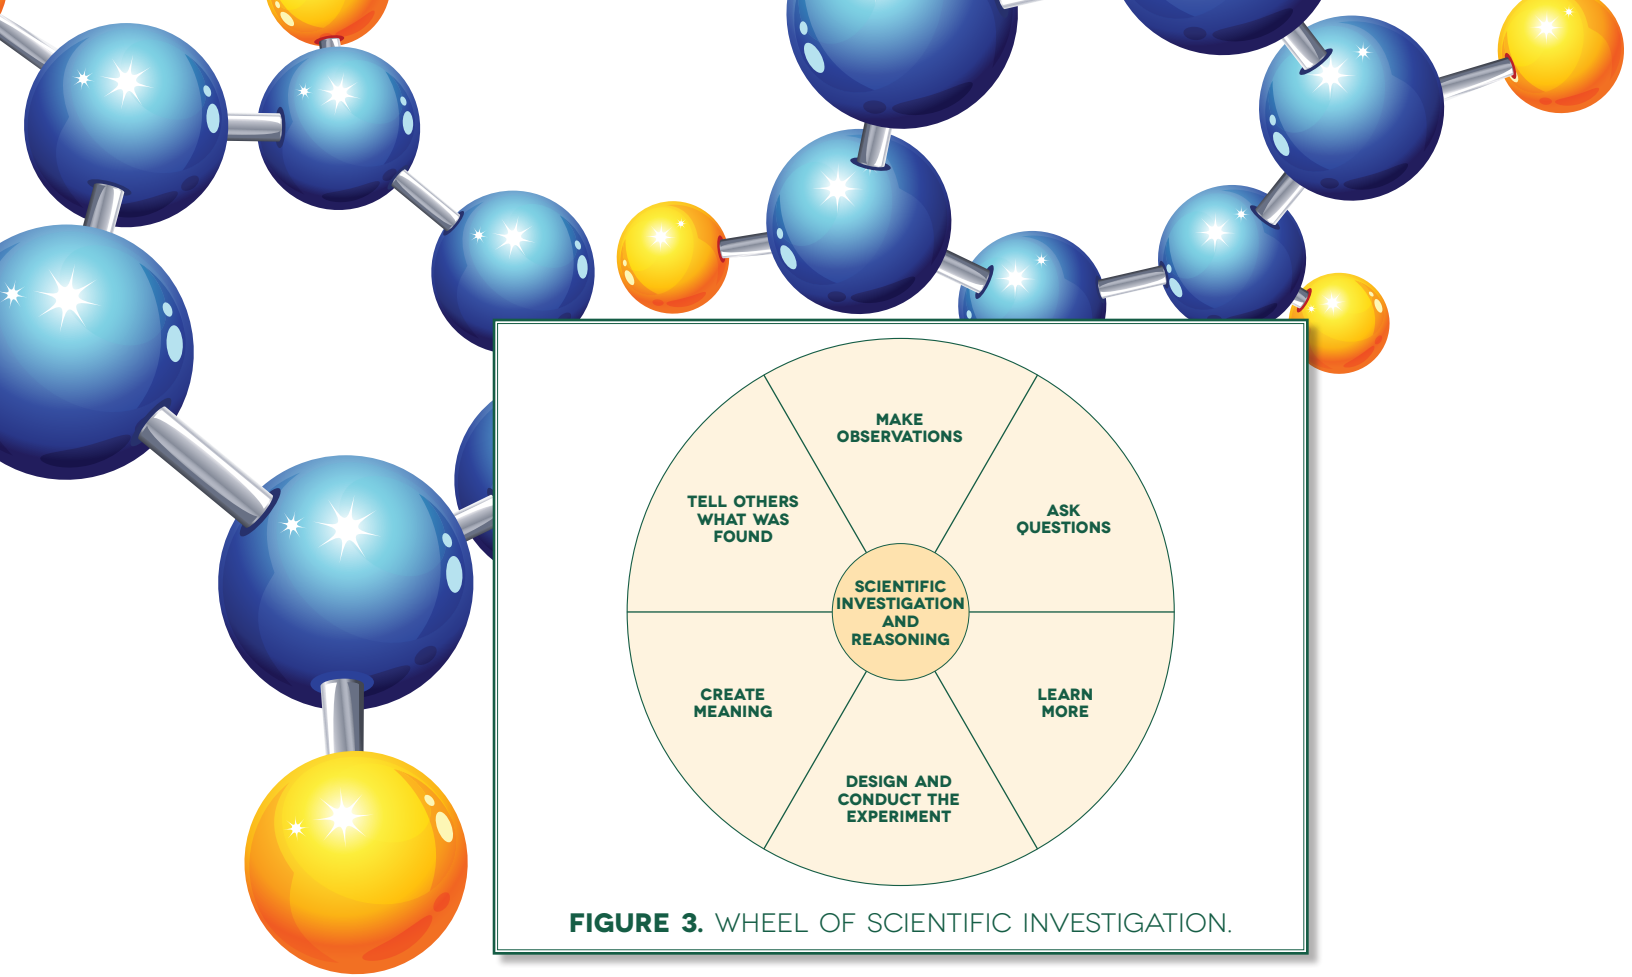 MAKE
OBSERVATIONS
ASK
QUESTIONS
LEARN
MORE
DESIGN AND
CONDUCT THE
EXPERIMENT
CREATE
MEANING
TELL OTHERS
WHAT WAS
FOUND
SCIENTIFIC
INVESTIGATION
AND
REASONING
FIGURE 3. WHEEL OF SCIENTIFIC INVESTIGATION.